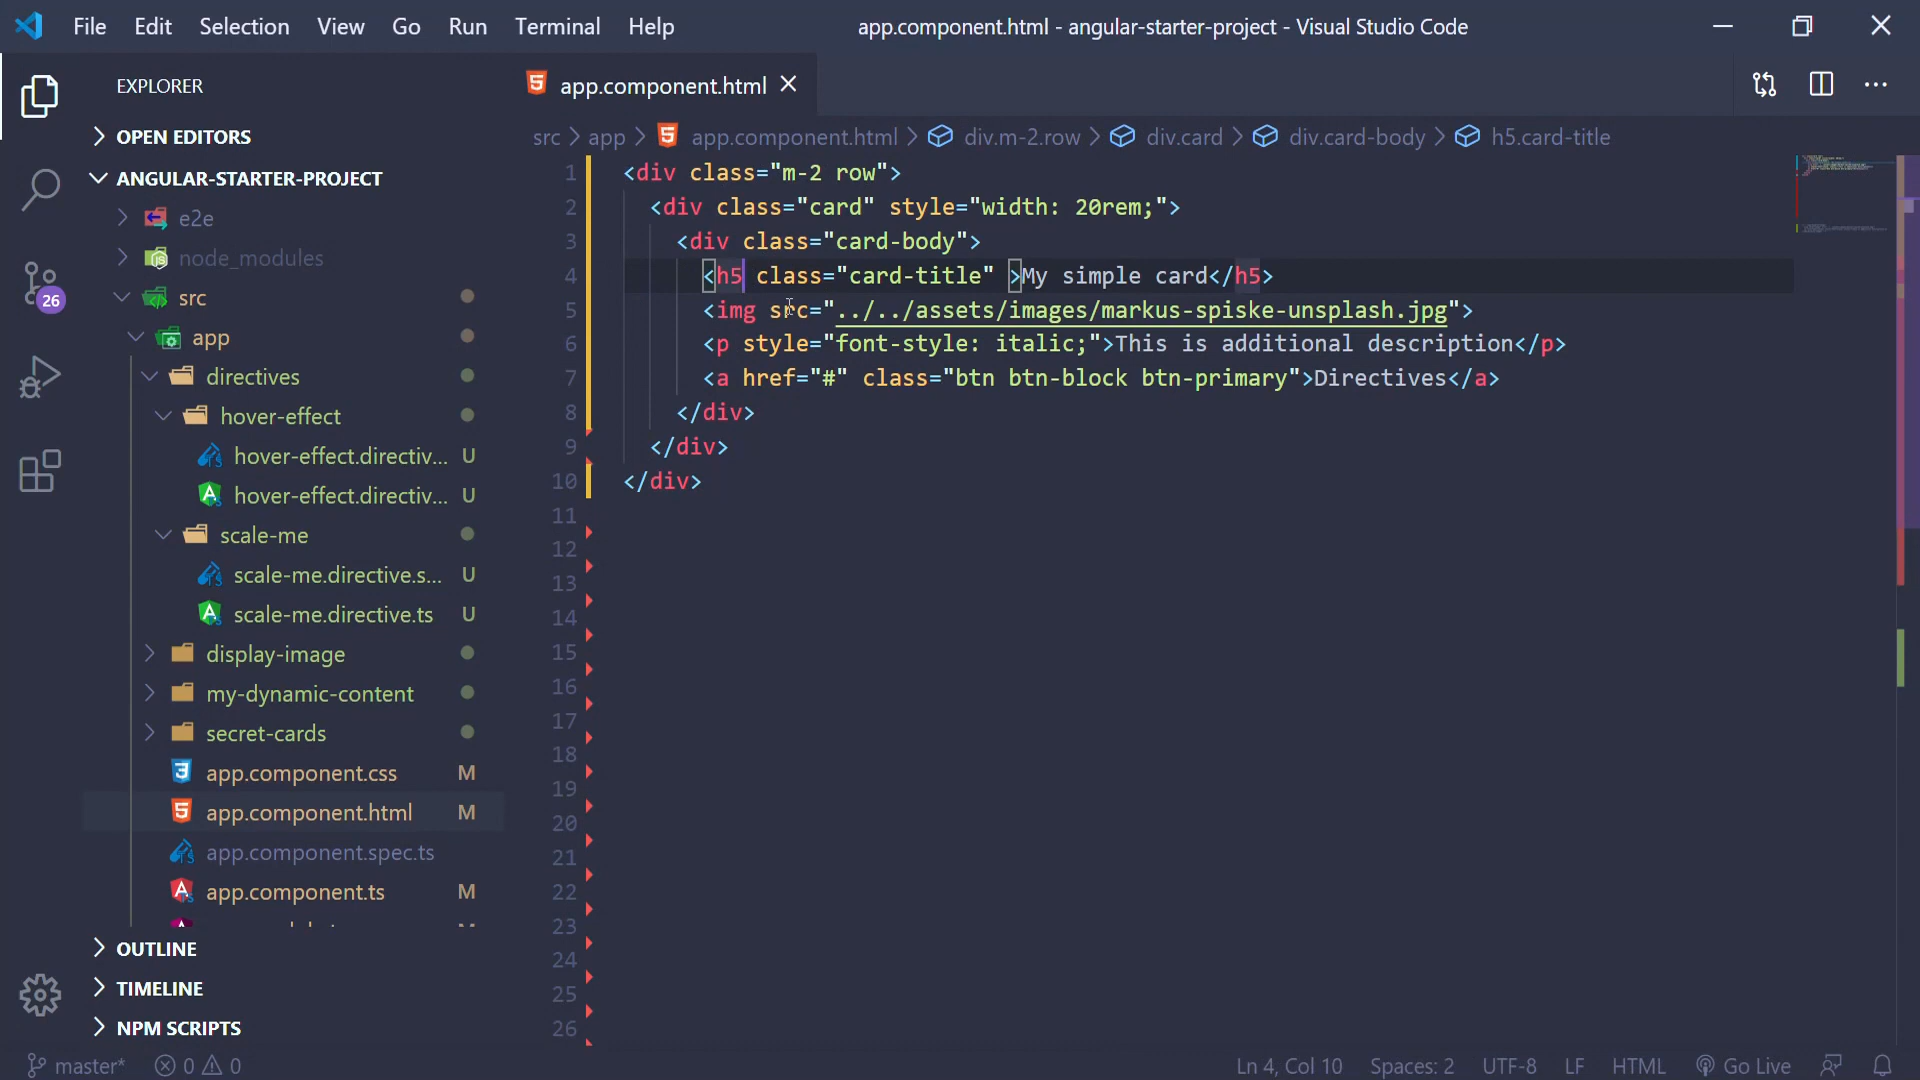 File Edit Selection View Go Run Terminal Help app.component.html - angular-starter-project - Visual Studio Code
EXPLORER
app.component.html
OPEN EDITORS
src app app.component.html div.m-2.row div.card div.card-body h5.card-title
ANGULAR-STARTER-PROJECT
e2e
node_modules
src
app
directives
hover-effect
hover-effect.directiv... U
hover-effect.directiv... U
scale-me
scale-me.directive.s... U
scale-me.directive.ts U
display-image
my-dynamic-content
secret-cards
app.component.css M
app.component.html M
app.component.spec.ts
app.component.ts M
OUTLINE
TIMELINE
NPM SCRIPTS
26
1 <div class="m-2 row">
2 <div class="card" style="width: 20rem;">
3 <div class="card-body">
4 <h5 class="card-title" >My simple card</h5>
5 <img src="../../assets/images/markus-spiske-unsplash.jpg">
6 <p style="font-style: italic;">This is additional description</p>
7 <a href="#" class="btn btn-block btn-primary">Directives</a>
8 </div>
9 </div>
10 </div>
11
12
13
14
15
16
17
18
19
20
21
22
23
24
25
26
master* 0 0 Ln 4, Col 10 Spaces: 2 UTF-8 LF HTML Go Live